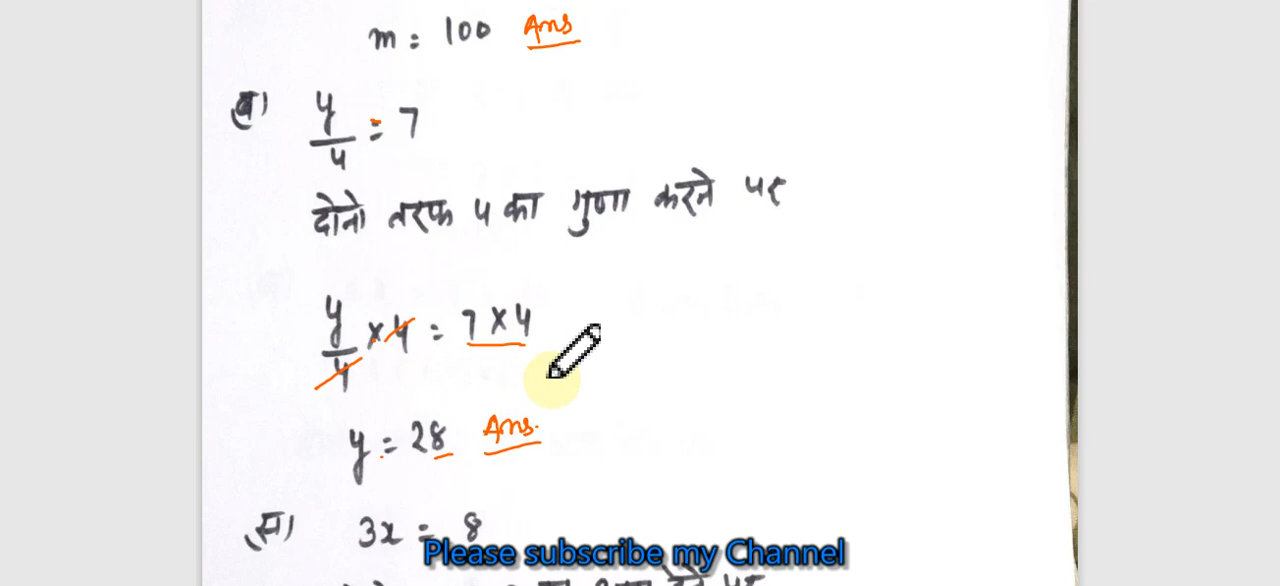 m = 100 Ans
(ब) y/4 = 7
दोनो तरफ 4 का गुणा करने पर
y/4 × 4 = 7 × 4
y = 28 Ans.
(स) 3x = 8
Please subscribe my Channel